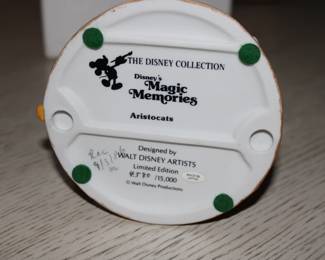 THE DISNEY COLLECTION
Disney's
Magic
Memories
Aristocats
Designed by
WALT DISNEY ARTISTS
Limited Edition
/15,000
© Walt Disney Productions